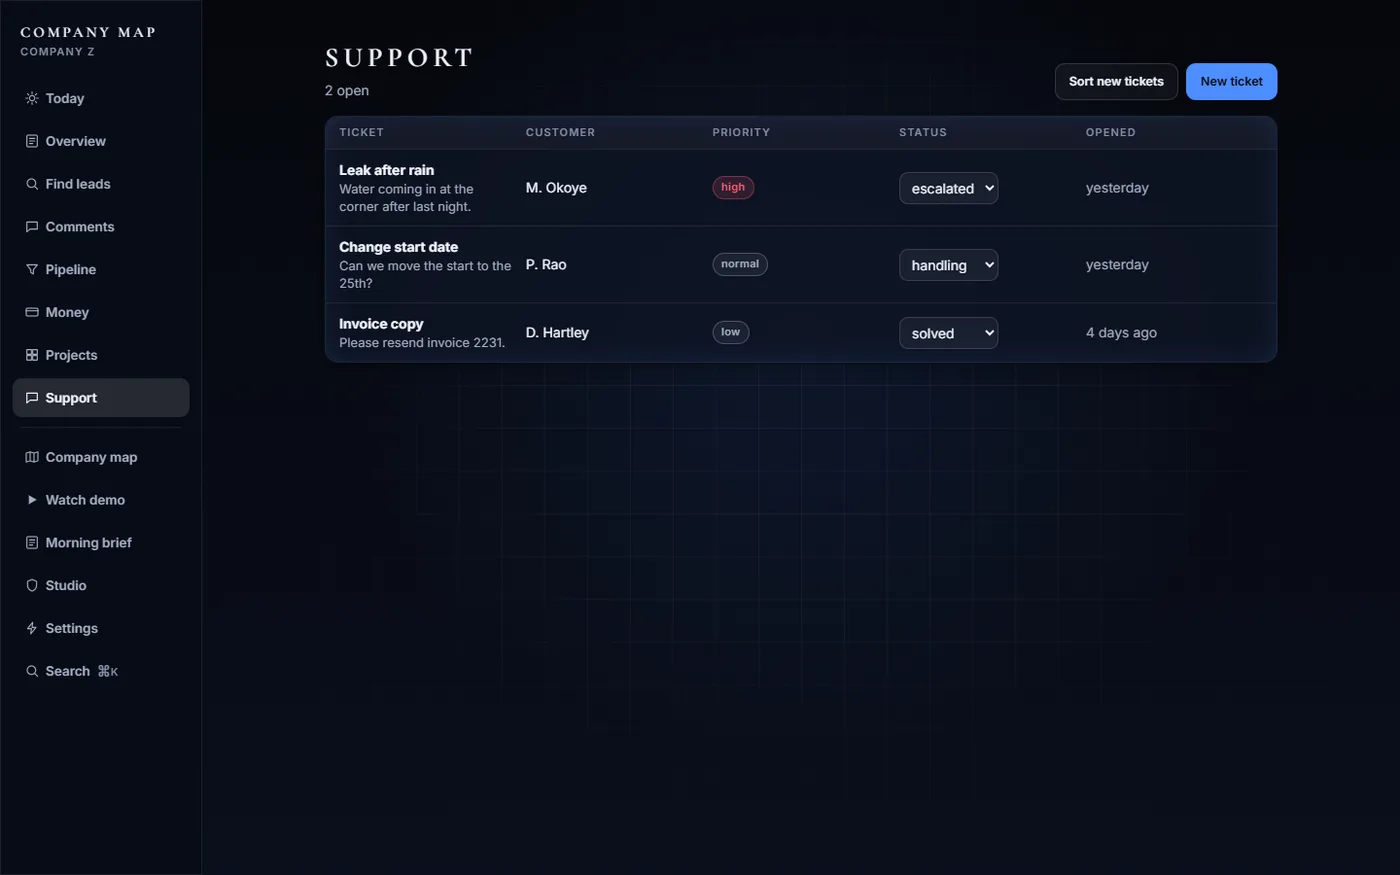 COMPANY MAP
COMPANY Z
Today
Overview
Find leads
Comments
Pipeline
Money
Projects
Support
Company map
Watch demo
Morning brief
Studio
Settings
Search ⌘K
SUPPORT
2 open
Sort new tickets
New ticket
TICKET CUSTOMER PRIORITY STATUS OPENED
Leak after rain
Water coming in at the
corner after last night.
M. Okoye
high
escalated
yesterday
Change start date
Can we move the start to the
25th?
P. Rao
normal
handling
yesterday
Invoice copy
Please resend invoice 2231.
D. Hartley
low
solved
4 days ago